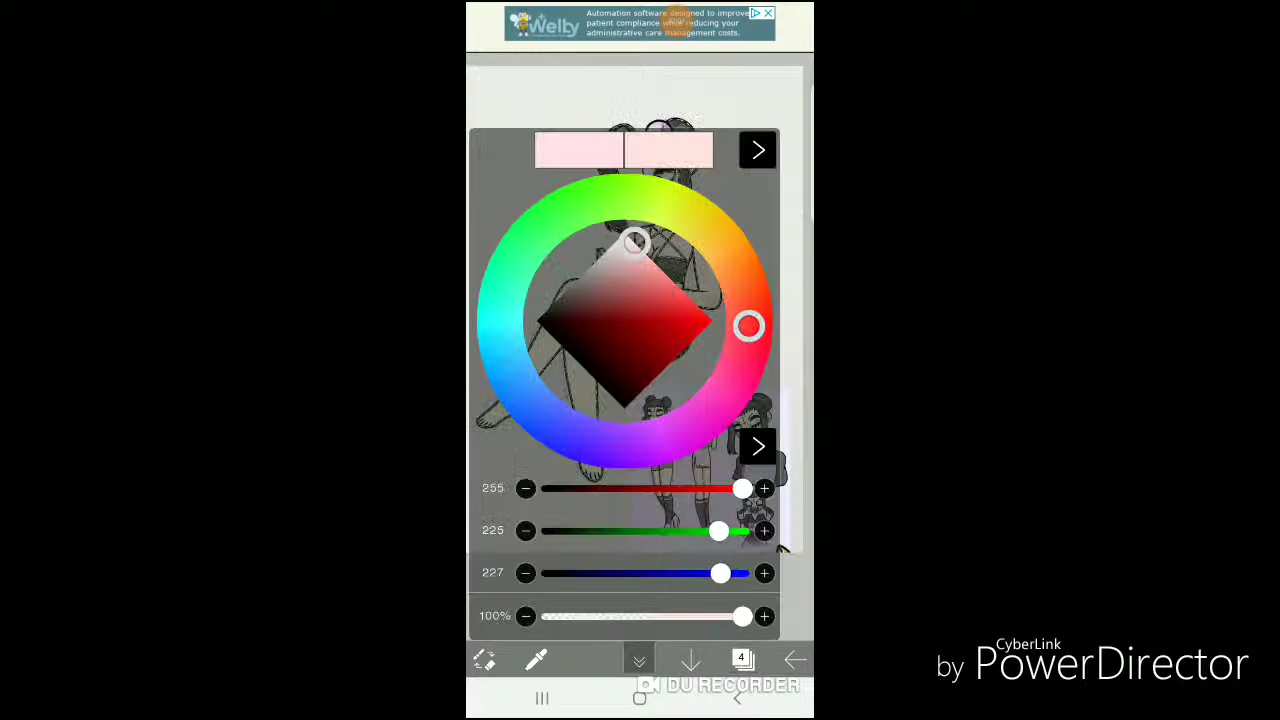 Welby
Automation software designed to improve
patient compliance while reducing your
administrative care management costs.
255
225
227
100%
4
DU RECORDER
CyberLink
by PowerDirector